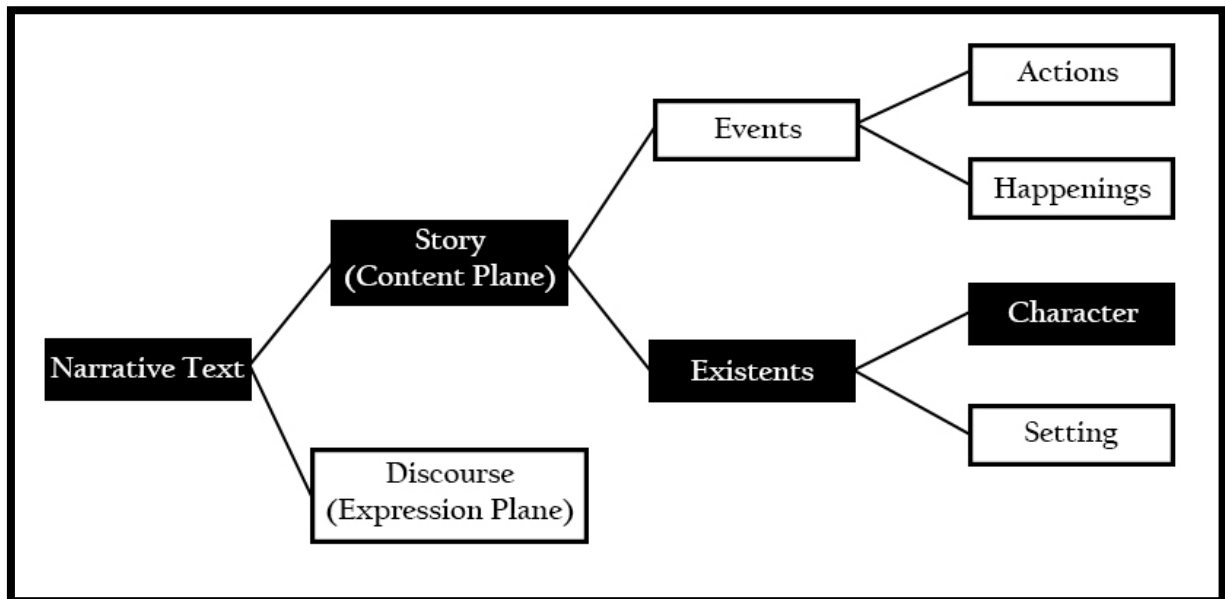 Actions
Events
Happenings
Story
(Content Plane)
Character
Narrative Text
Existents
Setting
Discourse
(Expression Plane)